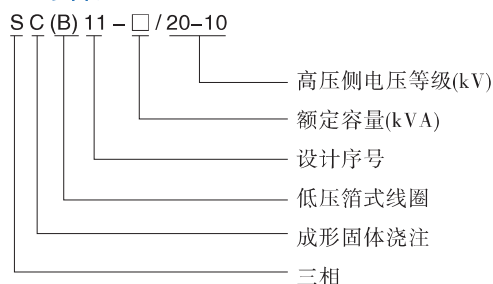 S C (B) 11 – □ / 20–10
高压侧电压等级(kV)
额定容量(kVA)
设计序号
低压箔式线圈
成形固体浇注
三相